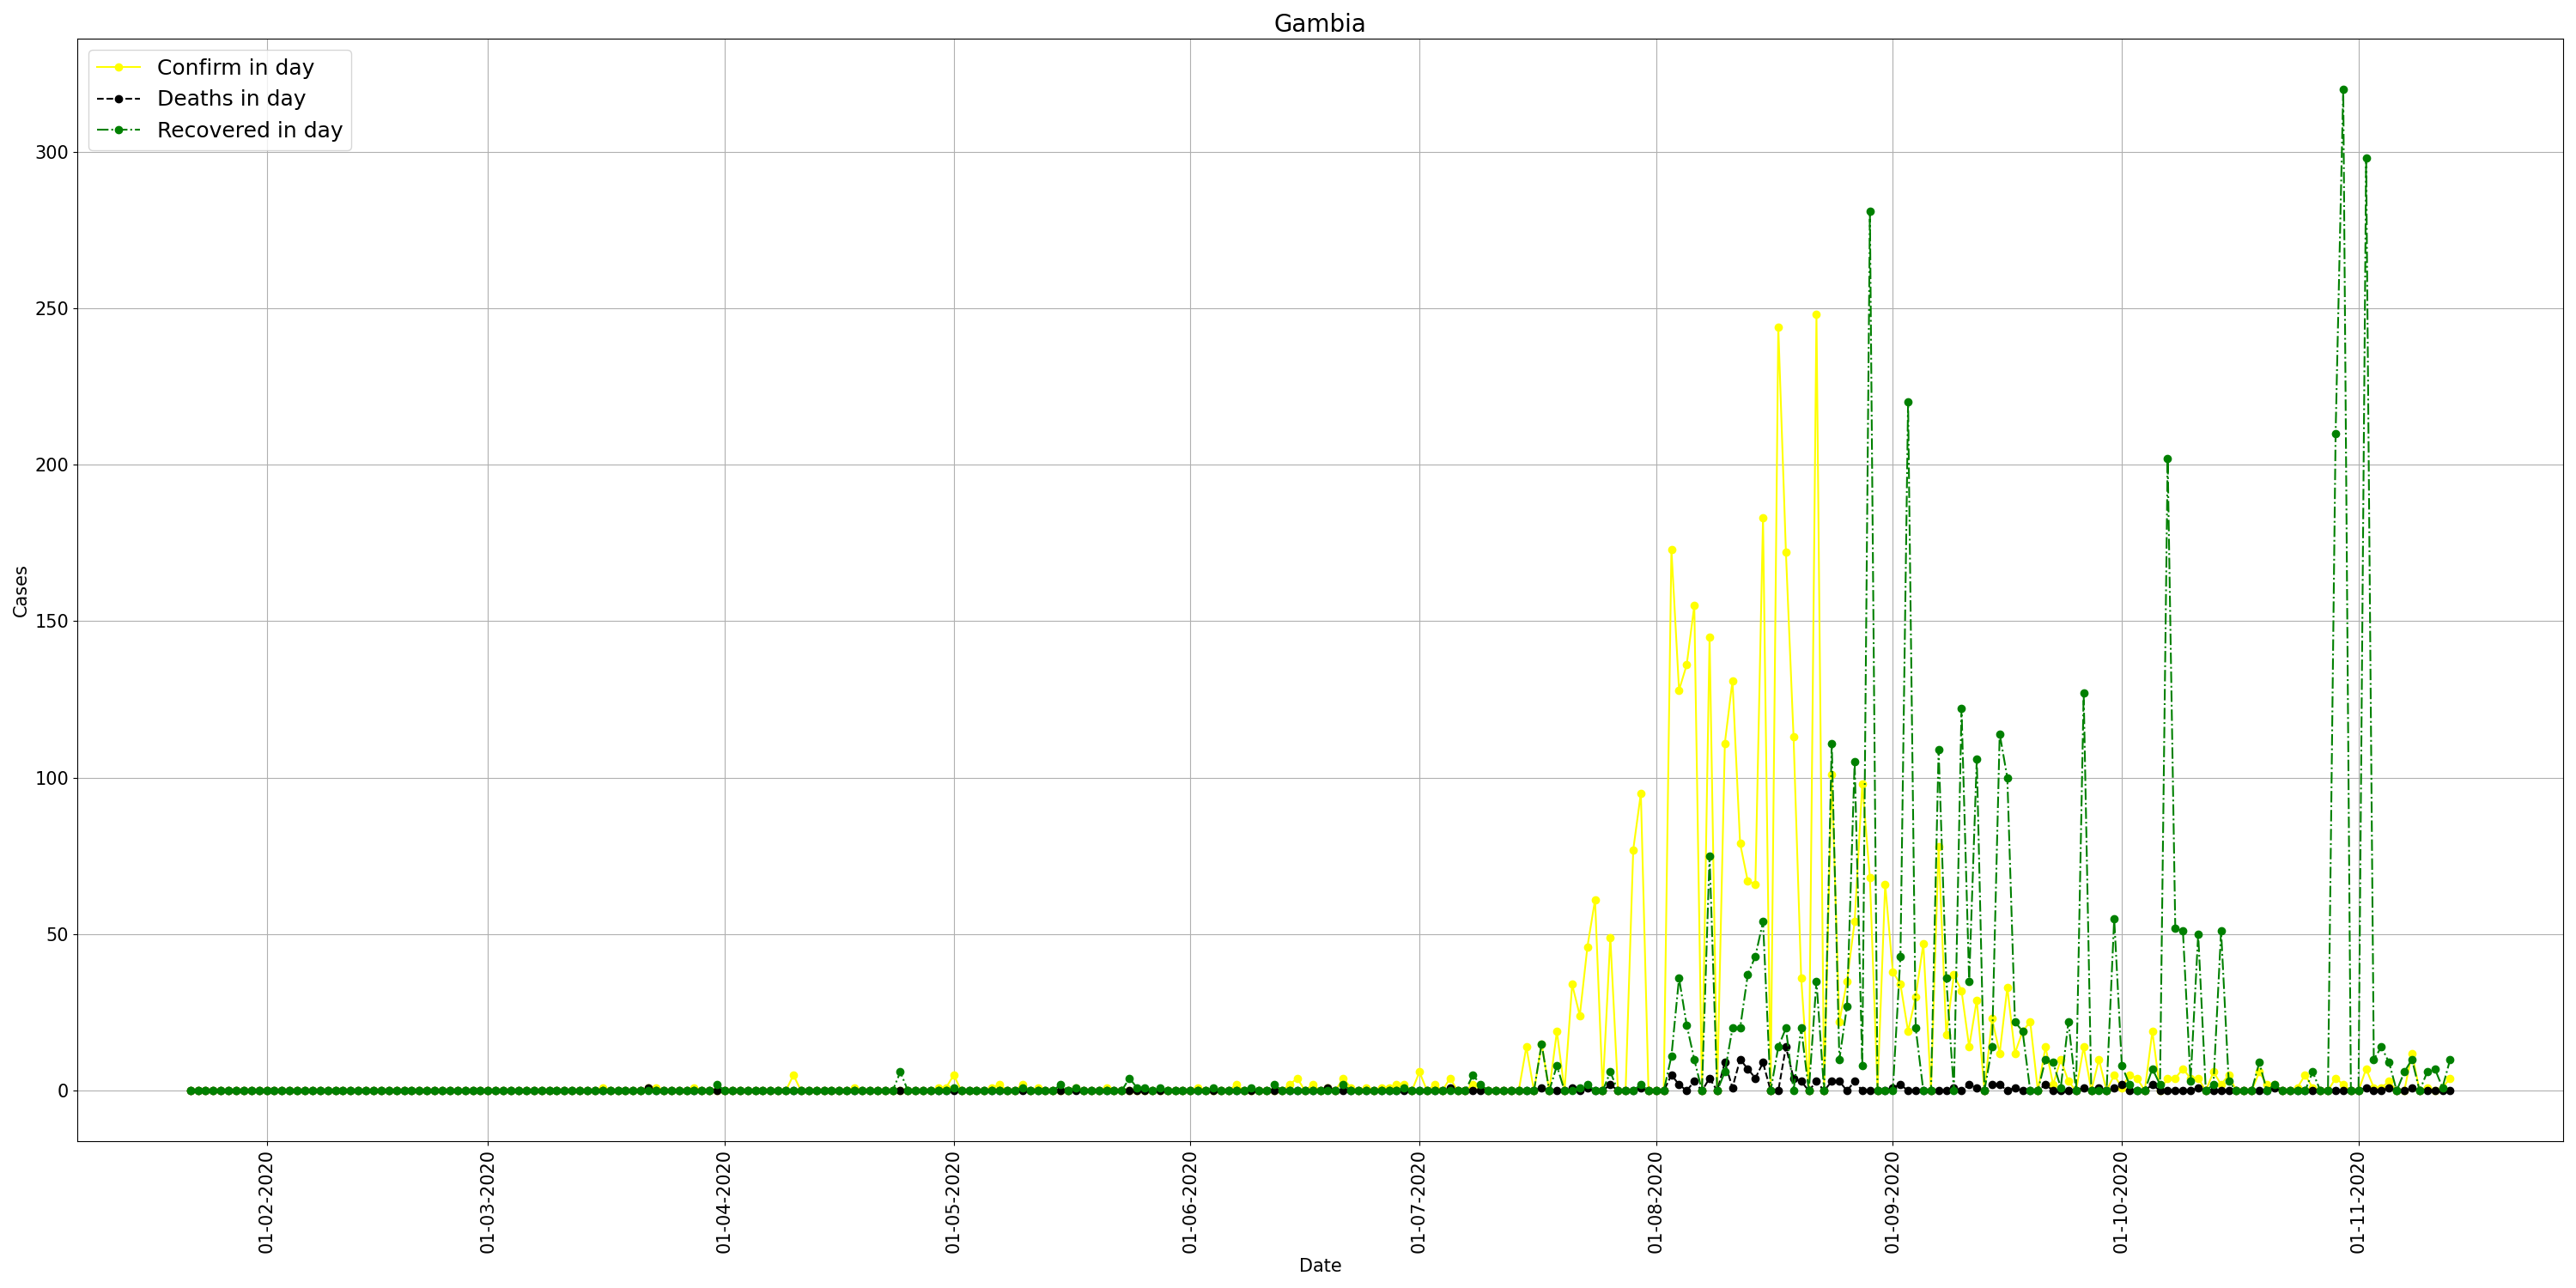 Gambia
Confirm in day
Deaths in day
Recovered in day
300
250
200
150
100
50
0
Cases
01-02-2020
01-03-2020
01-04-2020
01-05-2020
01-06-2020
01-07-2020
01-08-2020
01-09-2020
01-10-2020
01-11-2020
Date